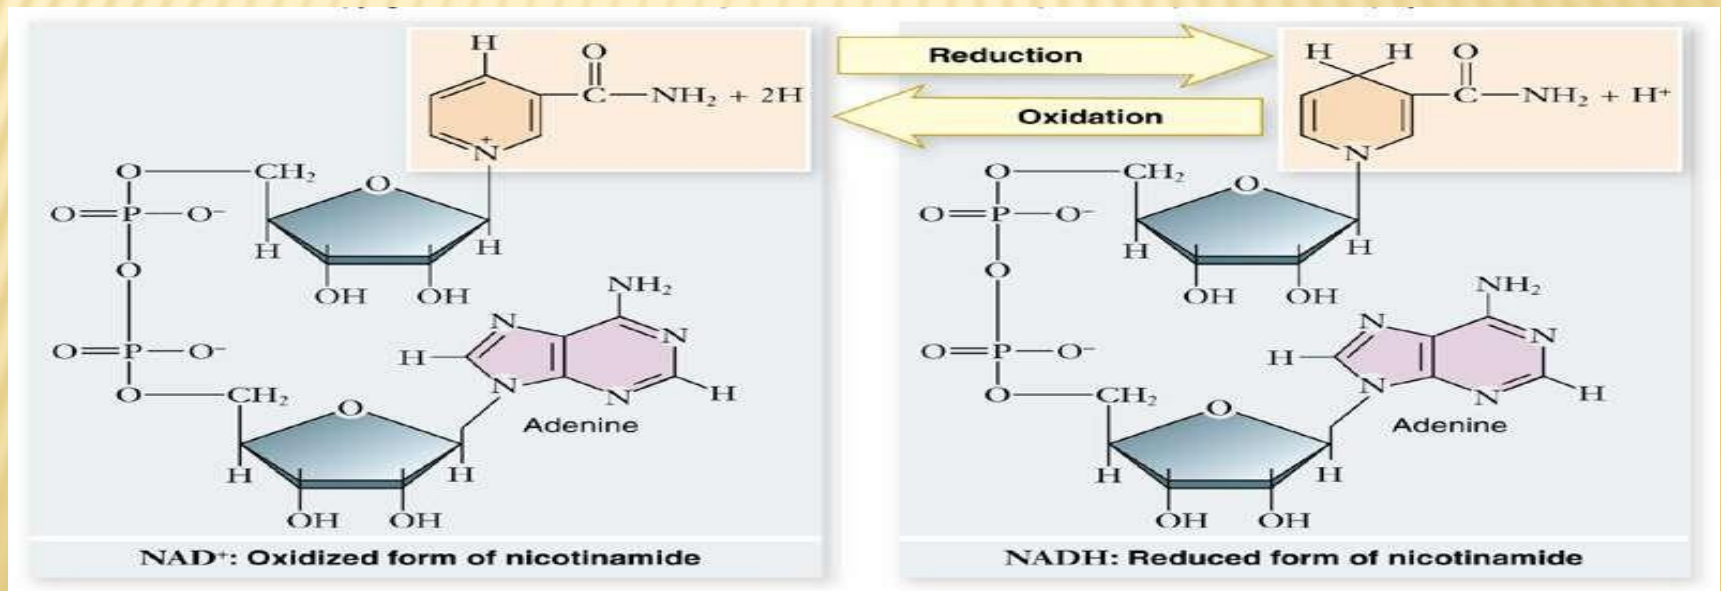 H O
C—NH₂ + 2H
N⁺
O CH₂ O
O=P—O⁻
H H
O
OH OH
NH₂
N N
O=P—O⁻ H
N N H
O CH₂ O
Adenine
H H
OH OH
NAD⁺: Oxidized form of nicotinamide
Reduction
Oxidation
H H O
C—NH₂ + H⁺
N
O CH₂ O
O=P—O⁻
H H
O
OH OH
NH₂
N N
O=P—O⁻ H
N N H
O CH₂ O
Adenine
H H
OH OH
NADH: Reduced form of nicotinamide